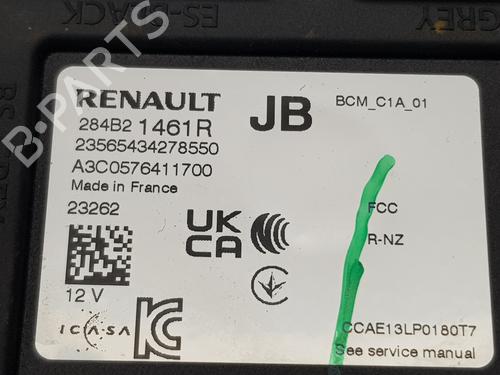 ES-BLACK
GREY
RENAULT
JB
BCM_C1A_01
284B2 1461R
23565434278550
A3C0576411700
Made in France
23262
UK
CA
FCC
R-NZ
12 V
ICASA
CCAE13LP0180T7
See service manual
B-Parts